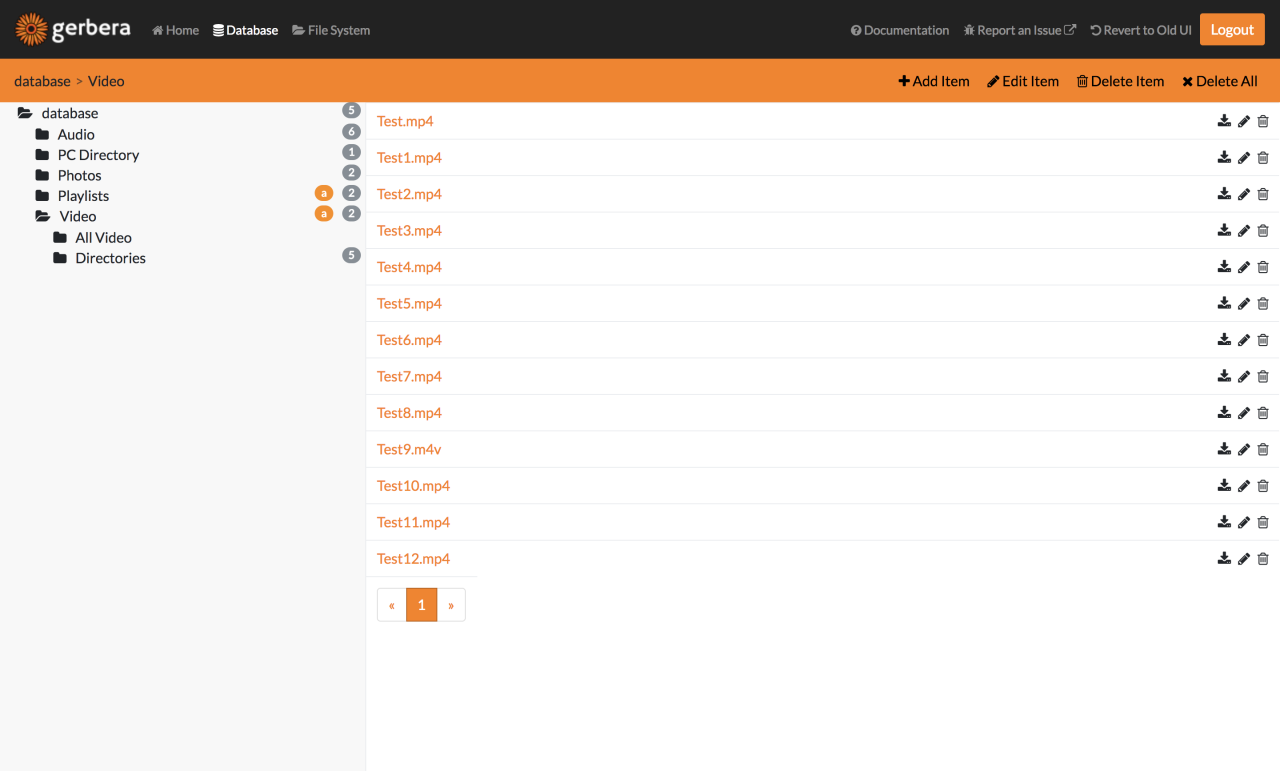 gerbera Home Database File System Documentation Report an Issue Revert to Old UI Logout
database > Video Add Item Edit Item Delete Item Delete All
database 5
Audio 6
PC Directory 1
Photos 2
Playlists a 2
Video a 2
All Video
Directories 5
Test.mp4
Test1.mp4
Test2.mp4
Test3.mp4
Test4.mp4
Test5.mp4
Test6.mp4
Test7.mp4
Test8.mp4
Test9.m4v
Test10.mp4
Test11.mp4
Test12.mp4
« 1 »